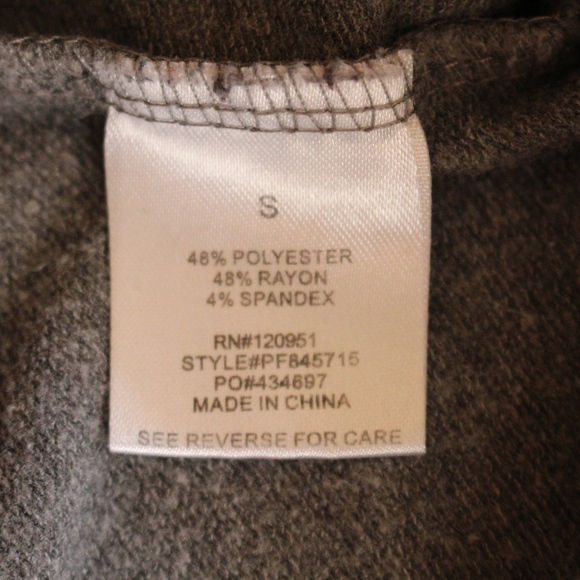 S
48% POLYESTER
48% RAYON
4% SPANDEX
RN#120951
STYLE#PF845715
PO#434697
MADE IN CHINA
SEE REVERSE FOR CARE